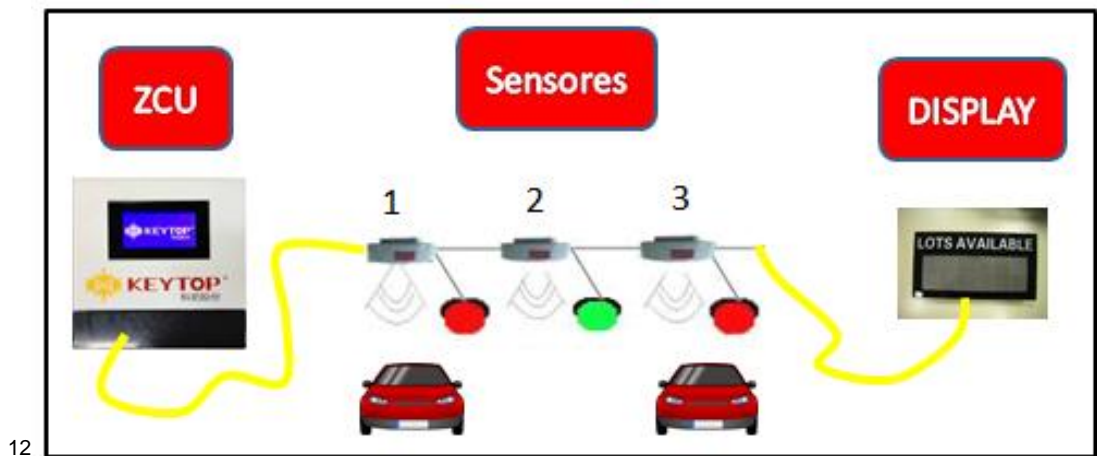 ZCU
Sensores
DISPLAY
1
2
3
KEYTOP
KEYTOP
LOTS AVAILABLE
12